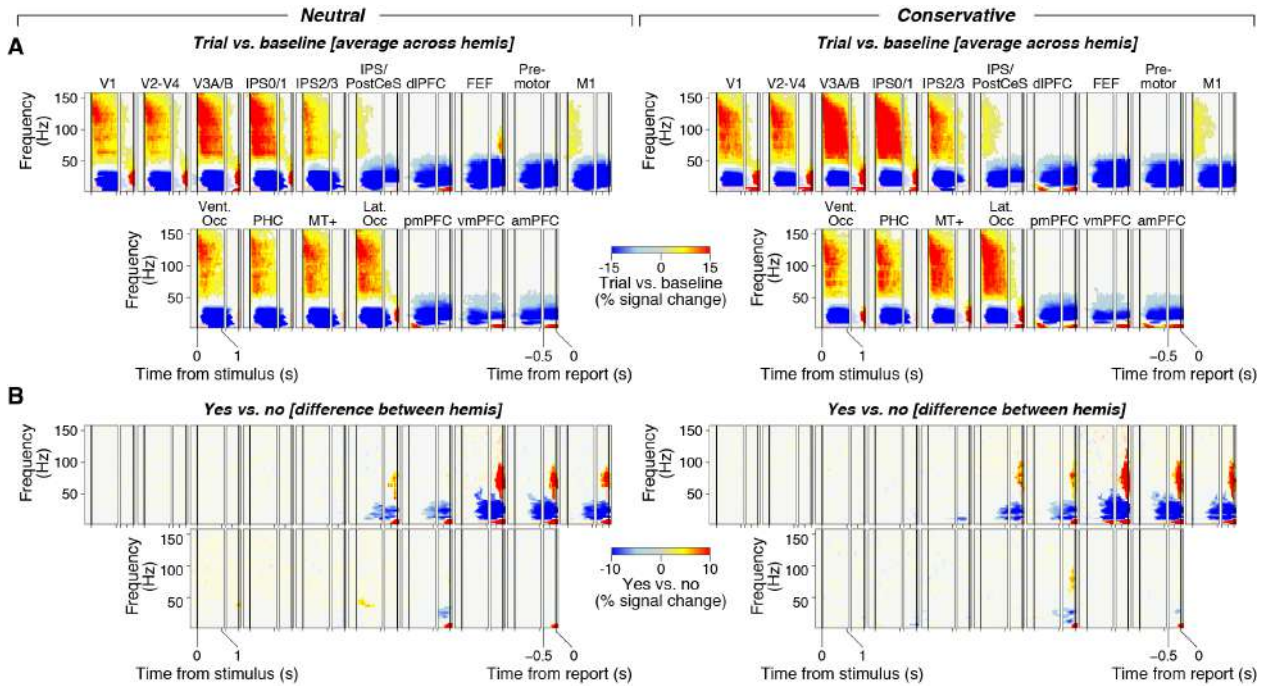 Neutral
Conservative
A
Trial vs. baseline [average across hemis]
Trial vs. baseline [average across hemis]
V1 V2-V4 V3A/B IPS0/1 IPS2/3 IPS/ PostCeS dlPFC FEF Pre- motor M1
V1 V2-V4 V3A/B IPS0/1 IPS2/3 IPS/ PostCeS dlPFC FEF Pre- motor M1
Frequency (Hz)
150
100
50
Frequency (Hz)
150
100
50
Vent. Occ PHC MT+ Lat. Occ pmPFC vmPFC amPFC
Vent. Occ PHC MT+ Lat. Occ pmPFC vmPFC amPFC
Frequency (Hz)
150
100
50
-15 0 15
Trial vs. baseline
(% signal change)
Frequency (Hz)
150
100
50
0 1 −0.5 0
Time from stimulus (s) Time from report (s)
0 1 −0.5 0
Time from stimulus (s) Time from report (s)
B
Yes vs. no [difference between hemis]
Yes vs. no [difference between hemis]
Frequency (Hz)
150
100
50
Frequency (Hz)
150
100
50
Frequency (Hz)
150
100
50
-10 0 10
Yes vs. no
(% signal change)
Frequency (Hz)
150
100
50
0 1 −0.5 0
Time from stimulus (s) Time from report (s)
0 1 −0.5 0
Time from stimulus (s) Time from report (s)